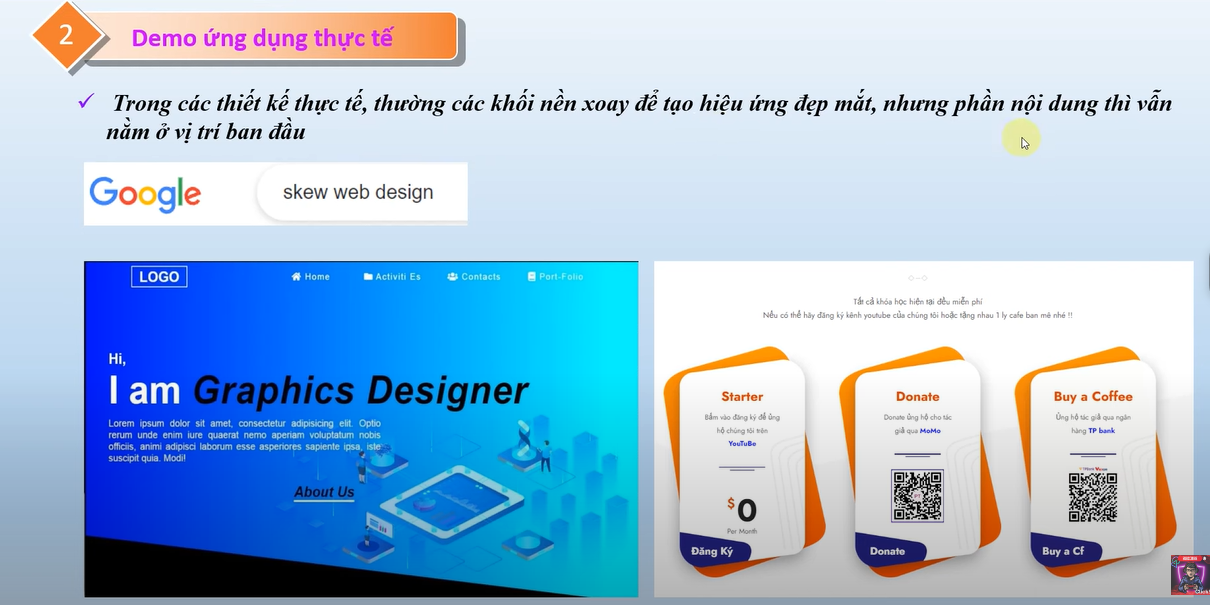 2
Demo ứng dụng thực tế
✓ Trong các thiết kế thực tế, thường các khối nền xoay để tạo hiệu ứng đẹp mắt, nhưng phần nội dung thì vẫn
nằm ở vị trí ban đầu
Google
skew web design
LOGO
Home
Activiti Es
Contacts
Port-Folio
Hi,
I am Graphics Designer
Lorem ipsum dolor sit amet, consectetur adipisicing elit. Optio
rerum unde enim iure quaerat nemo aperiam voluptatum nobis
officiis, animi adipisci laborum esse asperiores sapiente ipsa, iste
suscipit quia. Modi!
About Us
Tất cả khóa học hiện tại đều miễn phí
Nếu có thể hãy đăng ký kênh youtube của chúng tôi hoặc tặng nhau 1 ly cafe ban mê nhé !!
Starter
Bấm vào đăng ký để ủng
hộ chúng tôi trên
YouTuBe
$0
Per Month
Đăng Ký
Donate
Donate ủng hộ cho tác
giả qua MoMo
Donate
Buy a Coffee
Ủng hộ tác giả qua ngân
hàng TP bank
Buy a Cf